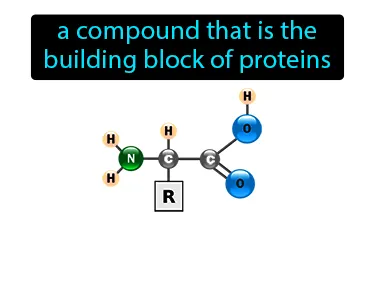 a compound that is the
building block of proteins
H
O
H
H
N
C
C
H
O
R